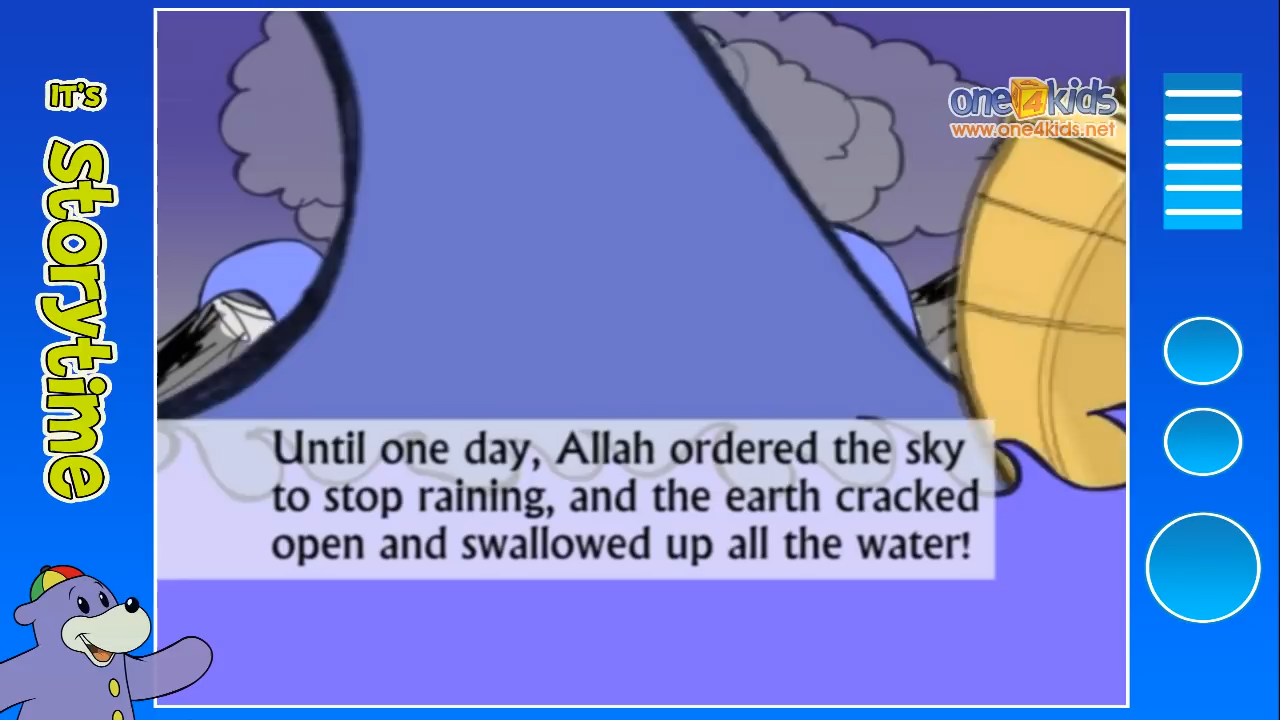 IT's
Storytime
one4kids
www.one4kids.net
Until one day, Allah ordered the sky
to stop raining, and the earth cracked
open and swallowed up all the water!